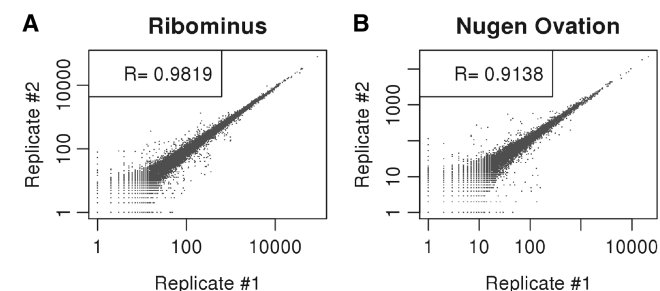 A Ribominus
R= 0.9819
Replicate #2
10000
100
1
1 100 10000
Replicate #1
B Nugen Ovation
R= 0.9138
Replicate #2
1000
10
1
1 10 100 10000
Replicate #1